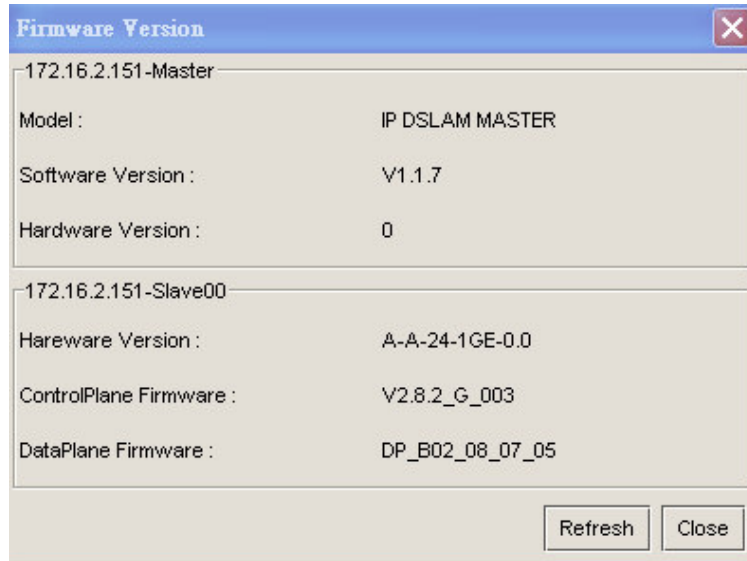 Firmware Version
172.16.2.151-Master
Model : IP DSLAM MASTER
Software Version : V1.1.7
Hardware Version : 0
172.16.2.151-Slave00
Hareware Version : A-A-24-1GE-0.0
ControlPlane Firmware : V2.8.2_G_003
DataPlane Firmware : DP_B02_08_07_05
Refresh Close